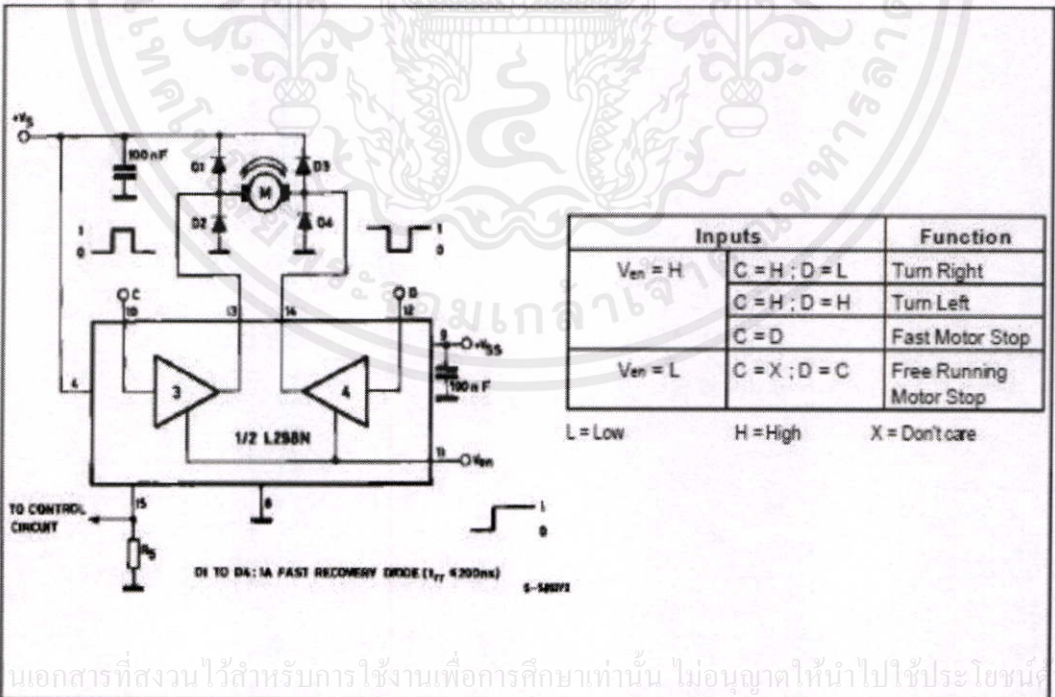 +Vs
100nF
D1
D3
M
D2
D4
1
0
1
0
C
D
10
13
14
12
9
+Vss
4
3
4
100nF
1/2 L298N
11
Ven
TO CONTROL
CIRCUIT
15
8
1
0
RS
D1 TO D4: 1A FAST RECOVERY DIODE (trr ≤200ns)
Inputs Function
Ven = H C = H ; D = L Turn Right
C = H ; D = H Turn Left
C = D Fast Motor Stop
Ven = L C = X ; D = C Free Running
Motor Stop
L = Low H = High X = Don't care
นเอกสารที่สงวนไว้สำหรับการใช้งานเพื่อการศึกษาเท่านั้น ไม่อนุญาตให้นำไปใช้ประโยชน์